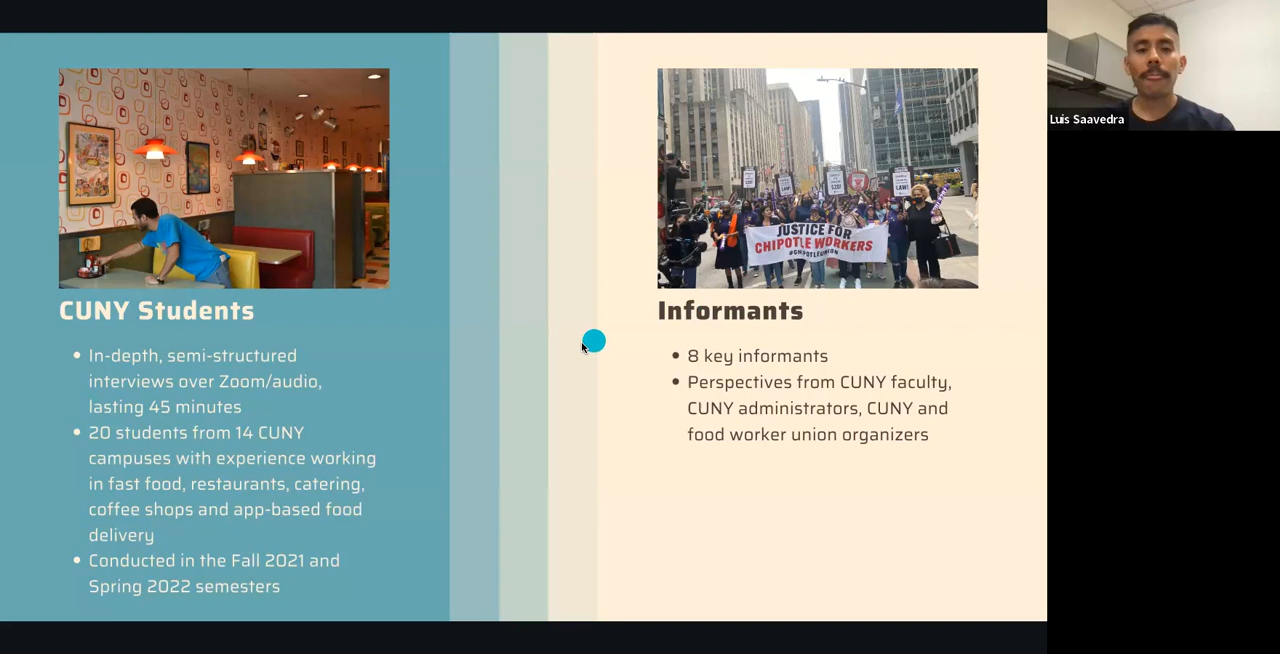 JUSTICE FOR
CHIPOTLE WORKERS
#CHIPOTLEUNION
LAW!
Luis Saavedra
CUNY Students
In-depth, semi-structured
interviews over Zoom/audio,
lasting 45 minutes
20 students from 14 CUNY
campuses with experience working
in fast food, restaurants, catering,
coffee shops and app-based food
delivery
Conducted in the Fall 2021 and
Spring 2022 semesters
Informants
8 key informants
Perspectives from CUNY faculty,
CUNY administrators, CUNY and
food worker union organizers